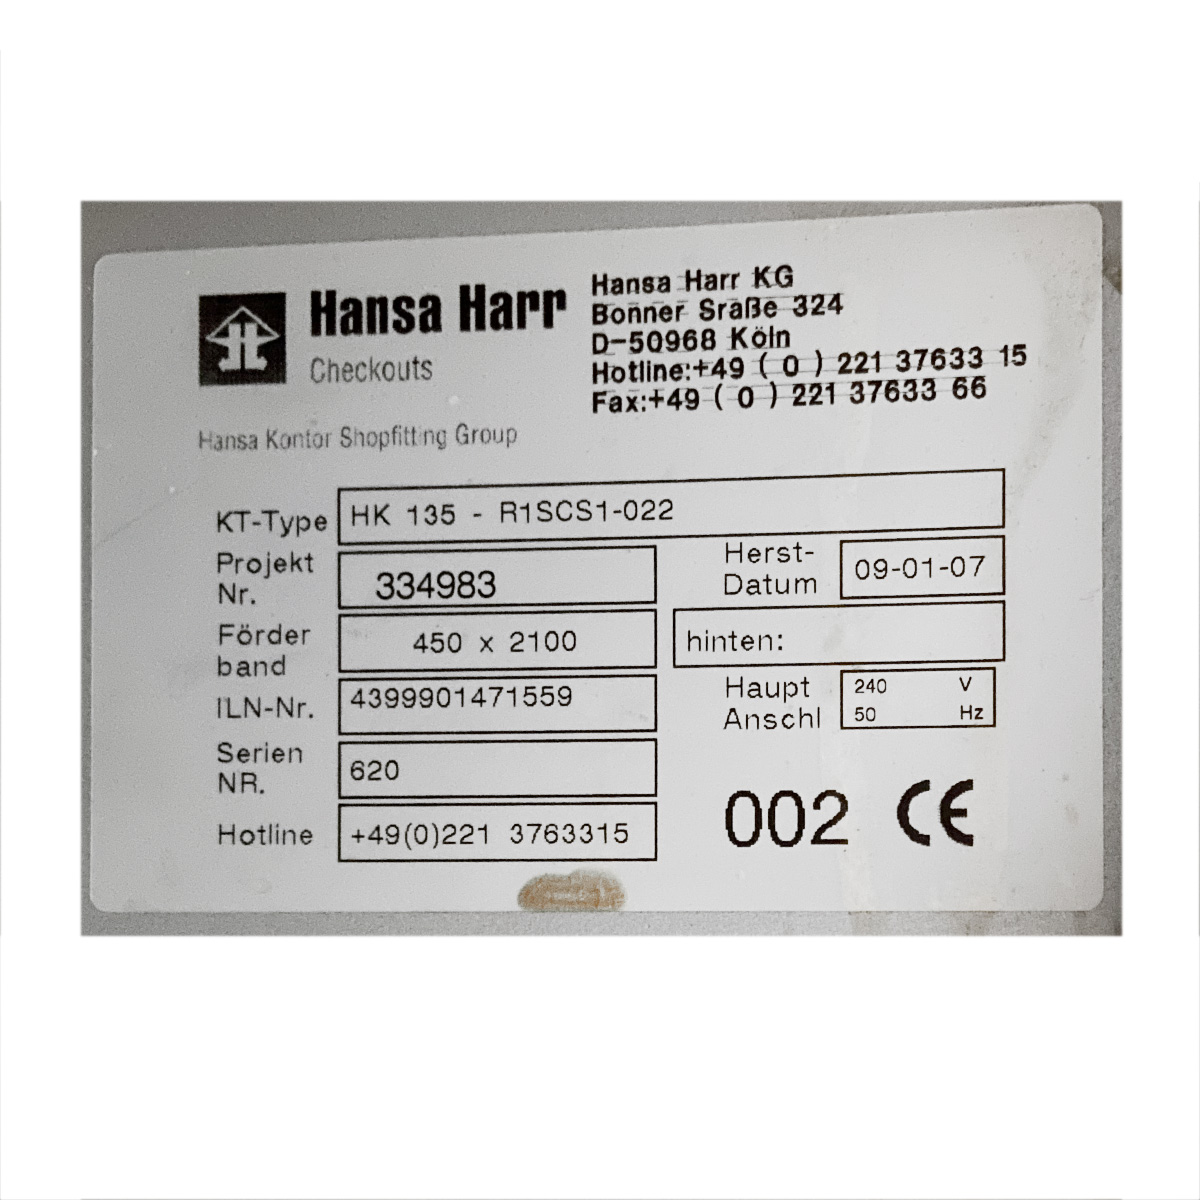 Hansa Harr
Checkouts
Hansa Kontor Shopfitting Group
Hansa Harr KG
Bonner Sraße 324
D-50968 Köln
Hotline:+49 ( 0 ) 221 37633 15
Fax:+49 ( 0 ) 221 37633 66
KT-Type HK 135 - R1SCS1-022
Projekt
Nr. 334983
Herst-
Datum 09-01-07
Förder
band 450 x 2100
hinten:
ILN-Nr. 4399901471559
Haupt
Anschl
240 V
50 Hz
Serien
NR. 620
Hotline +49(0)221 3763315
002 CE